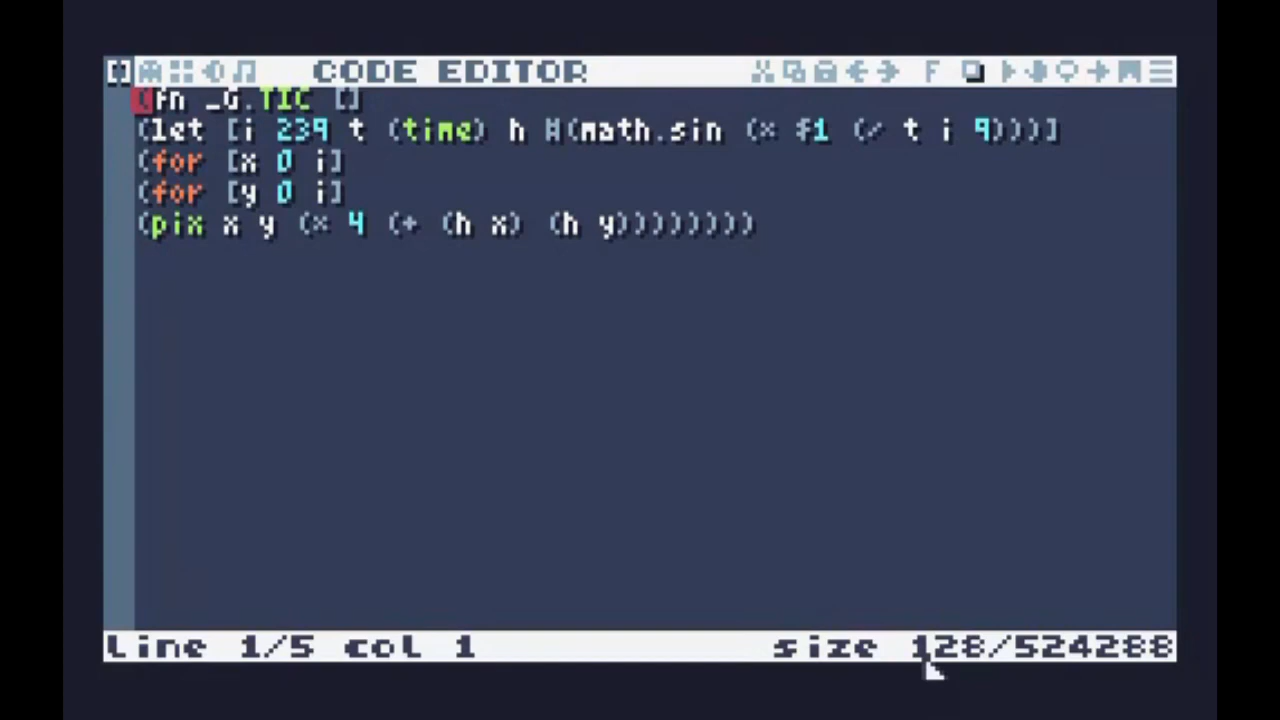 CODE EDITOR
F
(fn _G.TIC []
(let [i 239 t (time) h #(math.sin (* $1 (/ t i 9)))]
(for [x 0 i]
(for [y 0 i]
(pix x y (* 4 (+ (h x) (h y))))))))
line 1/5 col 1
size 128/524288